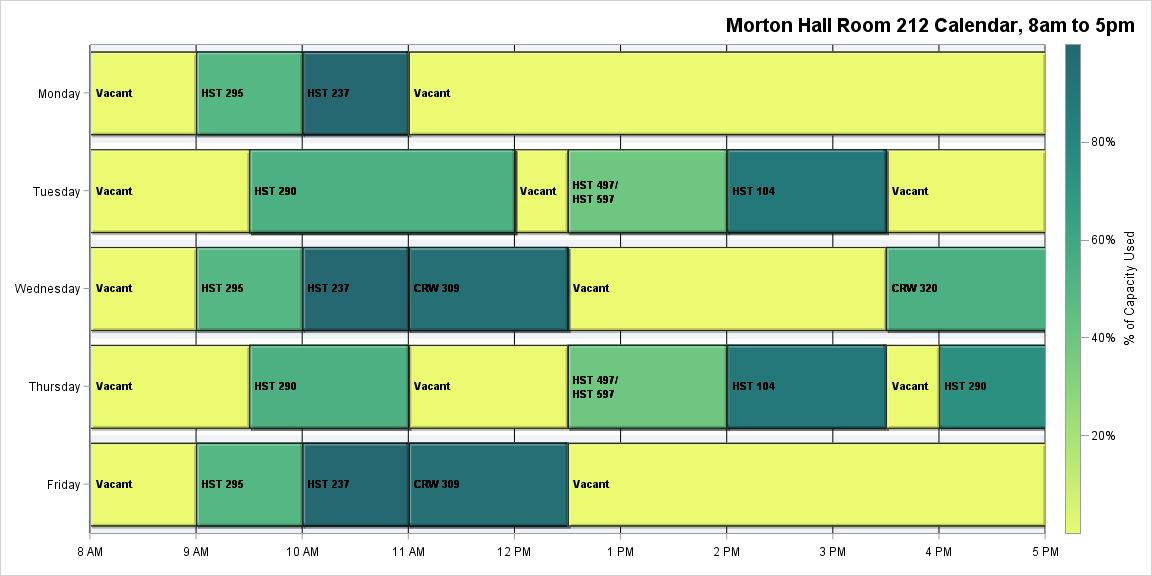 Morton Hall Room 212 Calendar, 8am to 5pm
Monday
Vacant
HST 295
HST 237
Vacant
Tuesday
Vacant
HST 290
Vacant
HST 497/
HST 597
HST 104
Vacant
Wednesday
Vacant
HST 295
HST 237
CRW 309
Vacant
CRW 320
Thursday
Vacant
HST 290
Vacant
HST 497/
HST 597
HST 104
Vacant
HST 290
Friday
Vacant
HST 295
HST 237
CRW 309
Vacant
8 AM
9 AM
10 AM
11 AM
12 PM
1 PM
2 PM
3 PM
4 PM
5 PM
80%
60%
40%
20%
% of Capacity Used